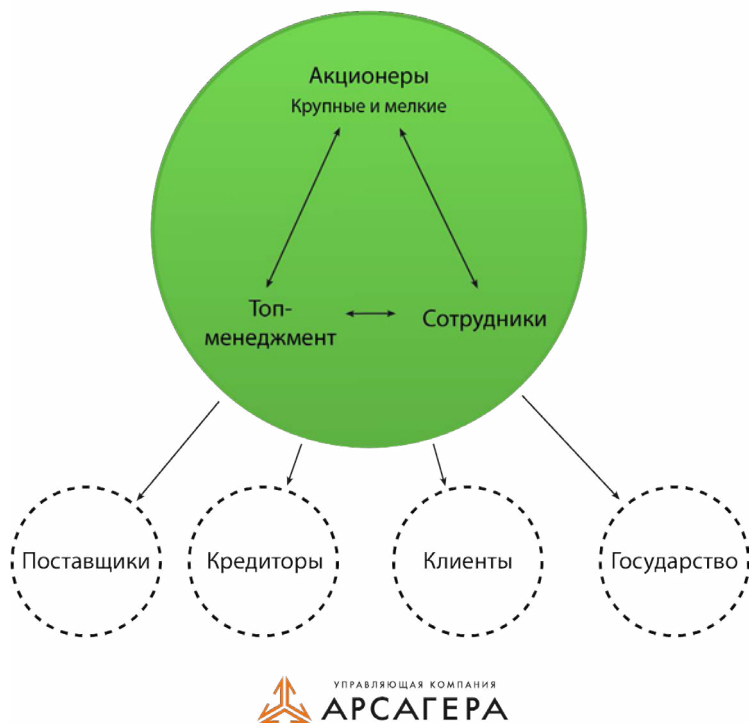 Акционеры
Крупные и мелкие
Топ-
менеджмент
Сотрудники
Поставщики
Кредиторы
Клиенты
Государство
УПРАВЛЯЮЩАЯ КОМПАНИЯ
АРСАГЕРА